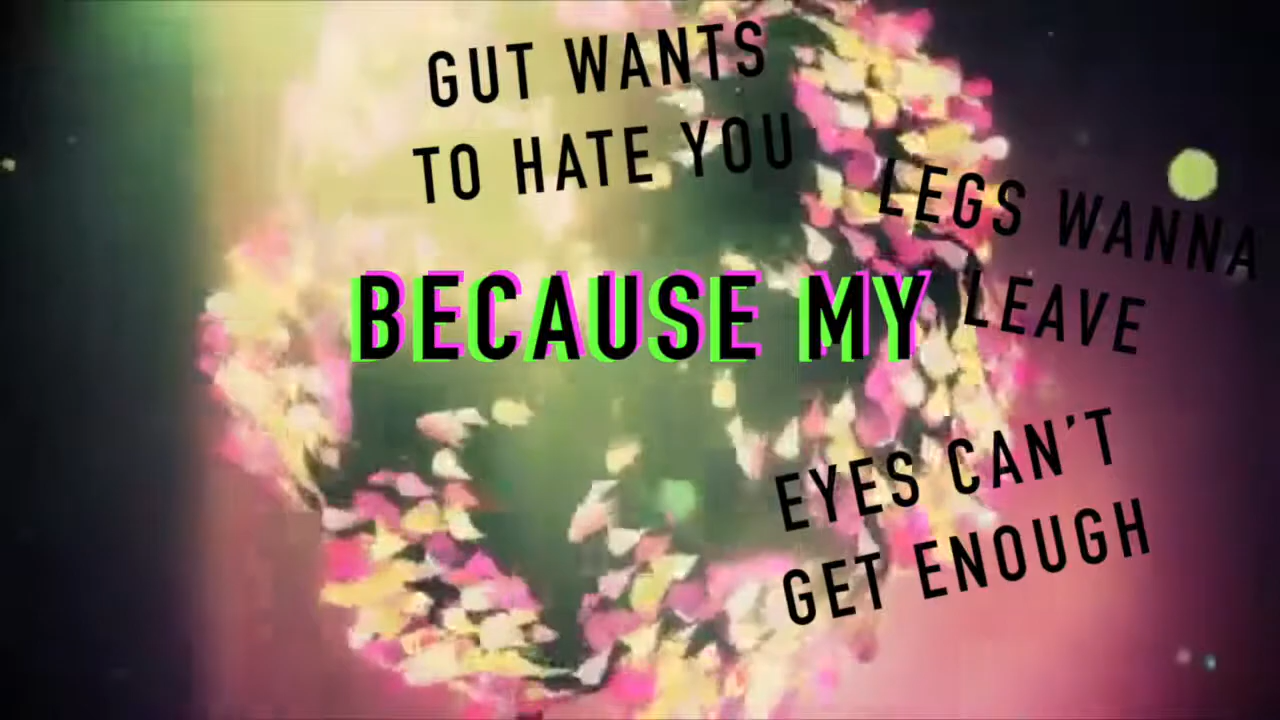 GUT WANTS
TO HATE YOU
LEGS WANNA
LEAVE
BECAUSE MY
EYES CAN'T
GET ENOUGH